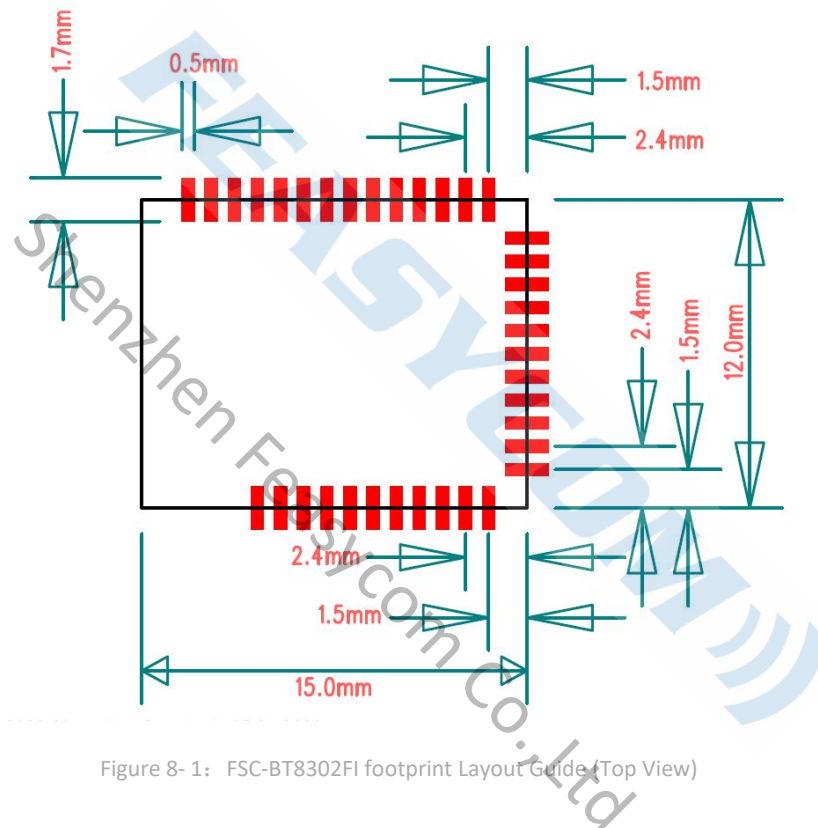 1.7mm
0.5mm
1.5mm
2.4mm
FEASYCOM
Shenzhen Feasycom Co.,Ltd
2.4mm
1.5mm
12.0mm
2.4mm
1.5mm
15.0mm
Figure 8- 1：FSC-BT8302FI footprint Layout Guide (Top View)